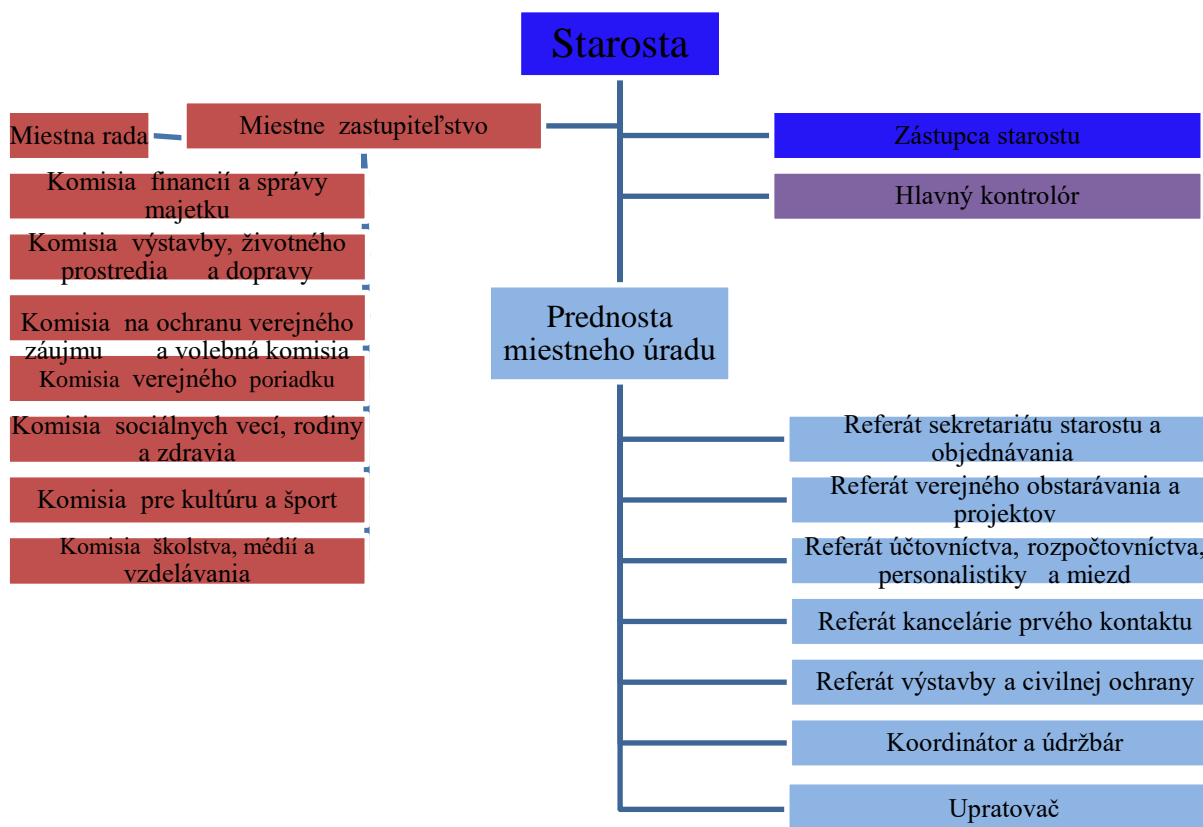 Starosta
Miestna rada
Miestne zastupiteľstvo
Zástupca starostu
Komisia financií a správy
majetku
Hlavný kontrolór
Komisia výstavby, životného
prostredia a dopravy
Komisia na ochranu verejného
záujmu a volebná komisia
Komisia verejného poriadku
Komisia sociálnych vecí, rodiny
a zdravia
Komisia pre kultúru a šport
Komisia školstva, médií a
vzdelávania
Prednosta
miestneho úradu
Referát sekretariátu starostu a
objednávania
Referát verejného obstarávania a
projektov
Referát účtovníctva, rozpočtovníctva,
personalistiky a miezd
Referát kancelárie prvého kontaktu
Referát výstavby a civilnej ochrany
Koordinátor a údržbár
Upratovač